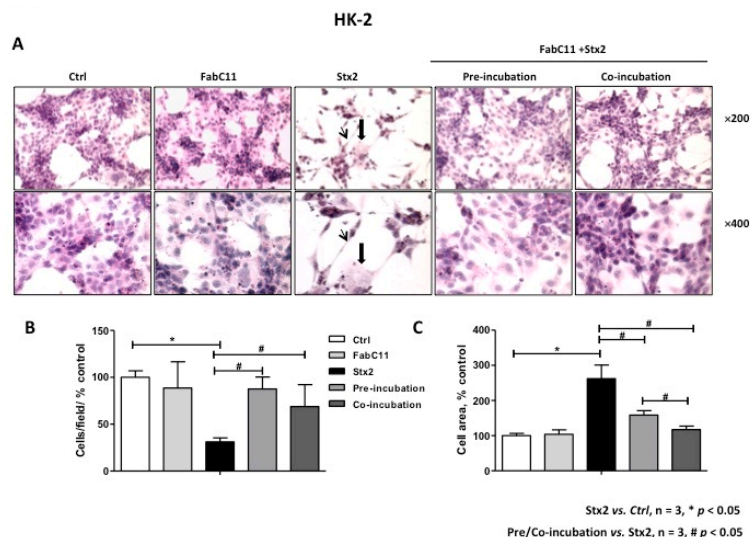 HK-2
A
FabC11 +Stx2
Ctrl FabC11 Stx2 Pre-incubation Co-incubation
×200
×400
B
Cells/field/ % control
150
100
50
0
*
#
#
Ctrl
FabC11
Stx2
Pre-incubation
Co-incubation
C
Cell area, % control
400
300
200
100
0
*
#
#
#
Stx2 vs. Ctrl, n = 3, * p < 0.05
Pre/Co-incubation vs. Stx2, n = 3, # p < 0.05